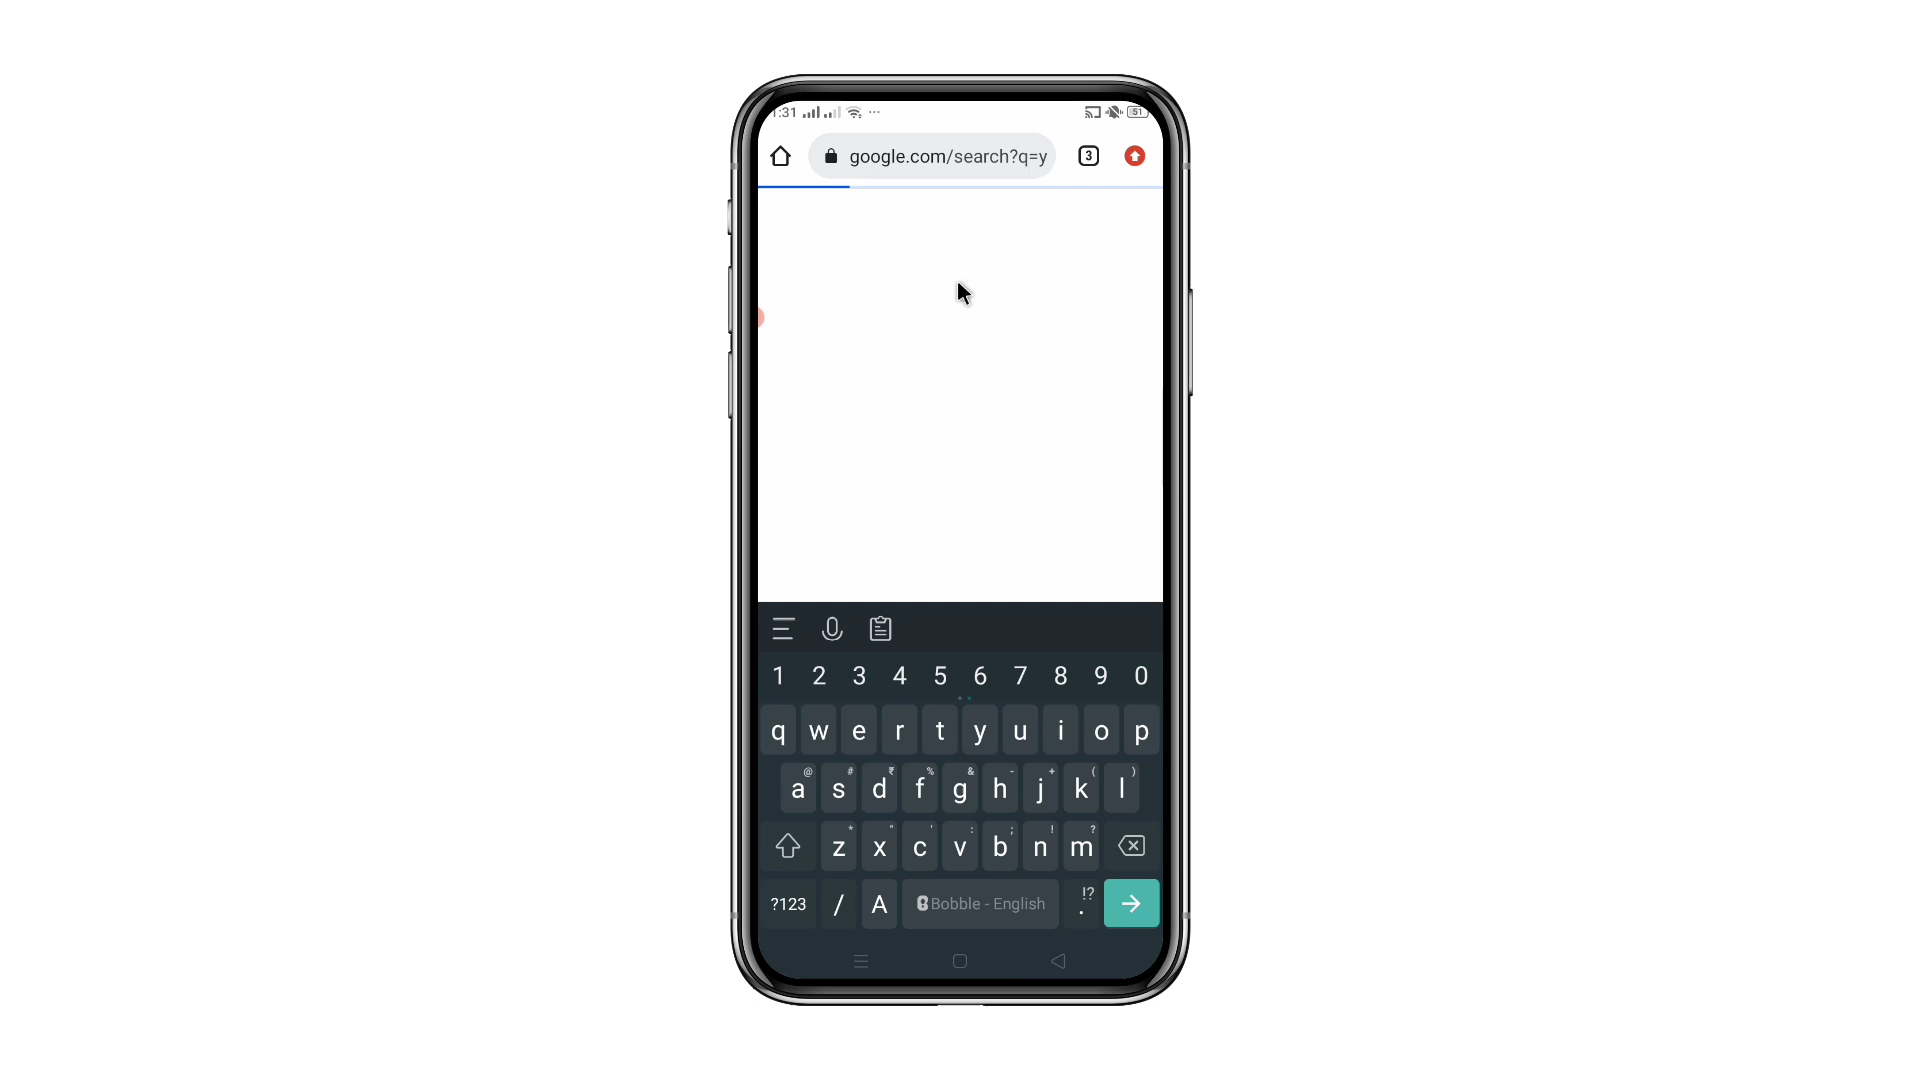 1:31 51
google.com/search?q=y 3
1 2 3 4 5 6 7 8 9 0
q w e r t y u i o p
@ # ₹ % & - + ( )
a s d f g h j k l
* " ' : ; ! ?
z x c v b n m
!?
?123 / A Bobble - English .